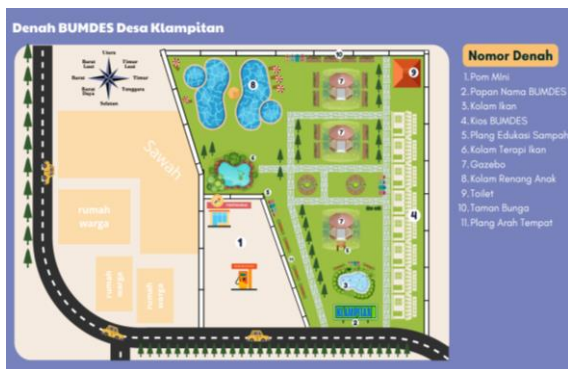 Denah BUMDES Desa Klampitan
Utara
Barat Laut
Timur Laut
Barat
Timur
Barat Daya
Tenggara
Selatan
Sawah
rumah warga
rumah warga
rumah warga
10
9
8
7
7
7
4
1
3
2
Nomor Denah
1. Pom MIni
2. Papan Nama BUMDES
3. Kolam Ikan
4. Kios BUMDES
5. Plang Edukasi Sampah
6. Kolam Terapi Ikan
7. Gazebo
8. Kolam Renang Anak
9. Toilet
10. Taman Bunga
11. Plang Arah Tempat